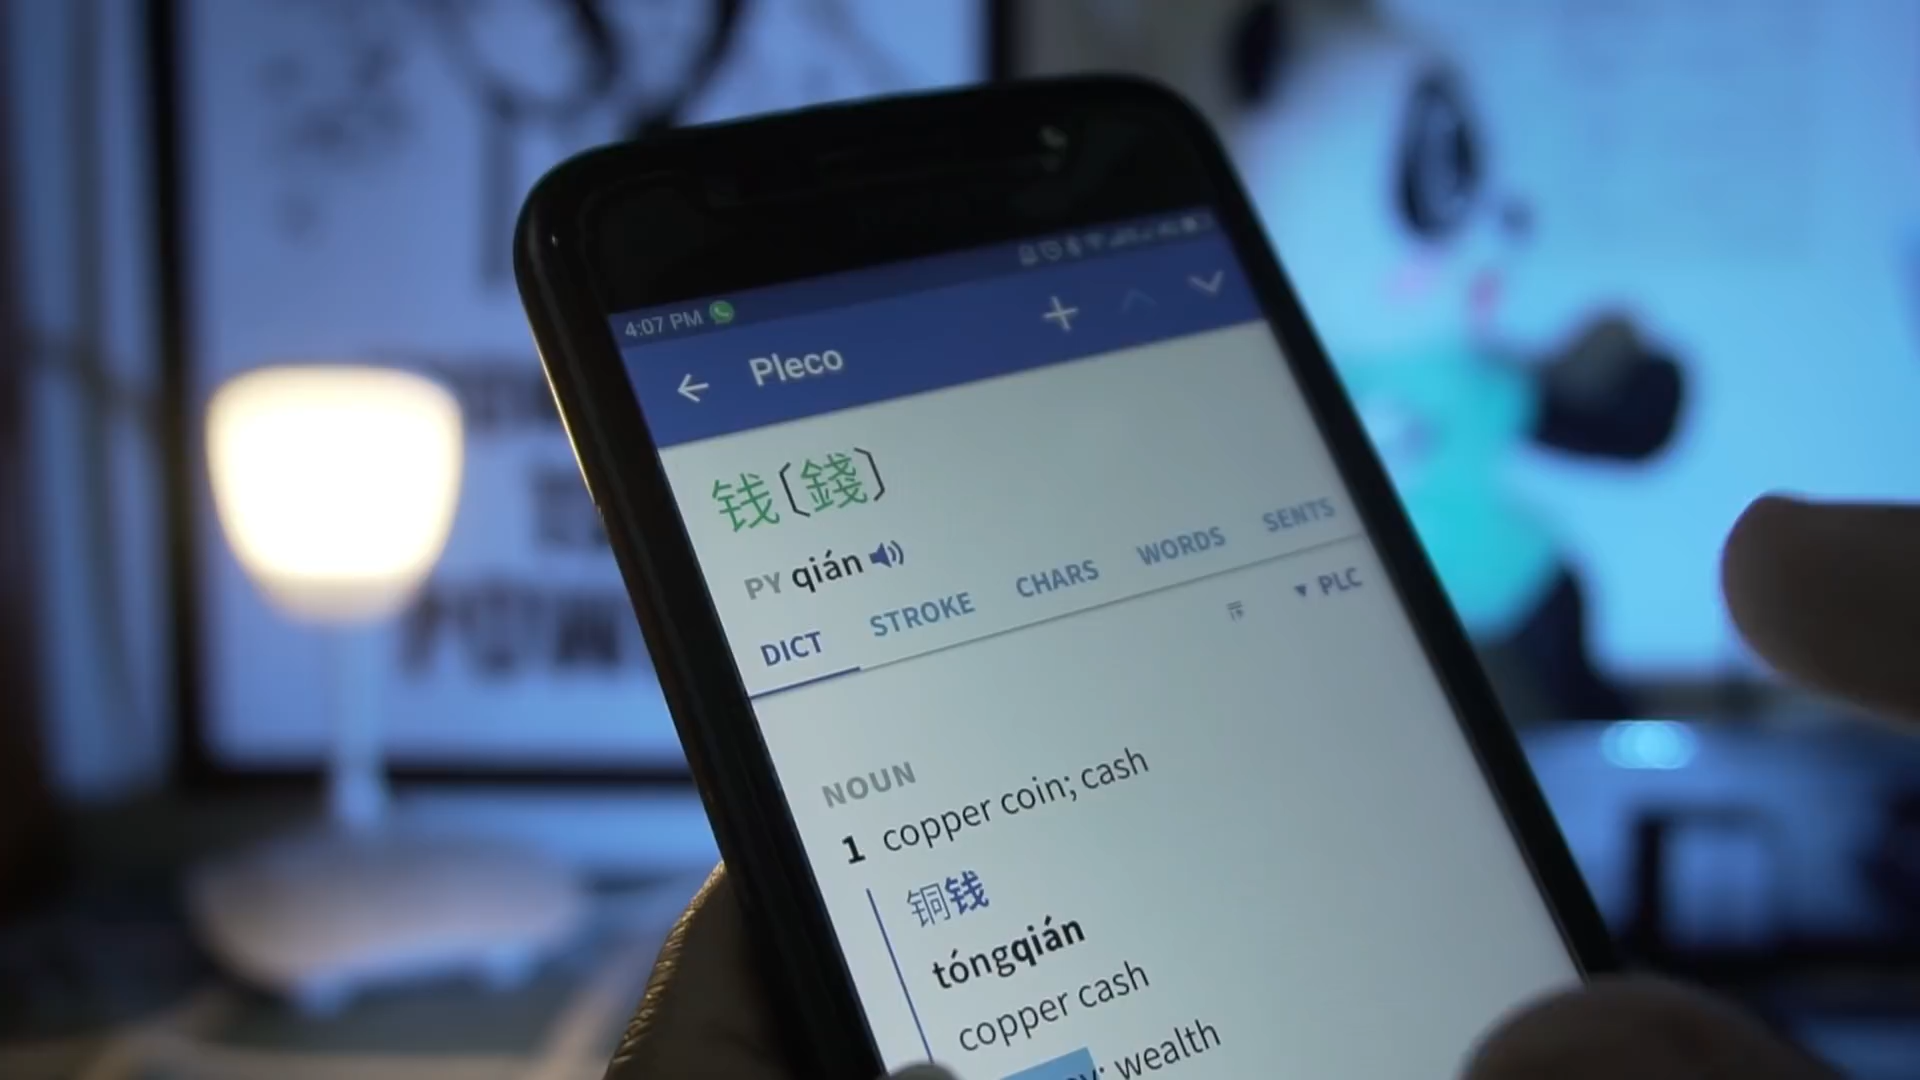 4:07 PM
Pleco
钱〔錢〕
PY qián
DICT STROKE CHARS WORDS SENTS
PLC
NOUN
1 copper coin; cash
铜钱
tóngqián
copper cash
; wealth